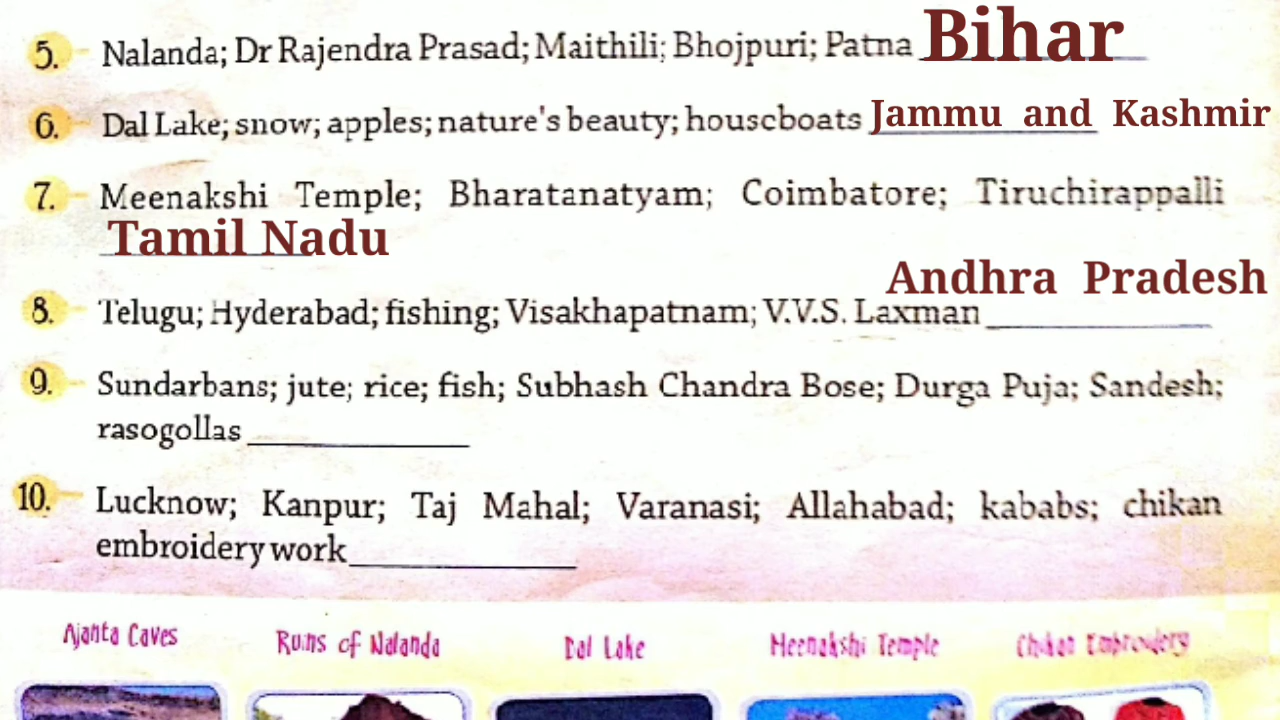 5. Nalanda; Dr Rajendra Prasad; Maithili; Bhojpuri; Patna Bihar
6. Dal Lake; snow; apples; nature's beauty; houseboats Jammu and Kashmir
7. Meenakshi Temple; Bharatanatyam; Coimbatore; Tiruchirappalli
Tamil Nadu
Andhra Pradesh
8. Telugu; Hyderabad; fishing; Visakhapatnam; V.V.S. Laxman
9. Sundarbans; jute; rice; fish; Subhash Chandra Bose; Durga Puja; Sandesh;
rasogollas
10. Lucknow; Kanpur; Taj Mahal; Varanasi; Allahabad; kababs; chikan
embroidery work
Ajanta Caves Ruins of Nalanda Dal Lake Meenakshi Temple Chikan Embroidery